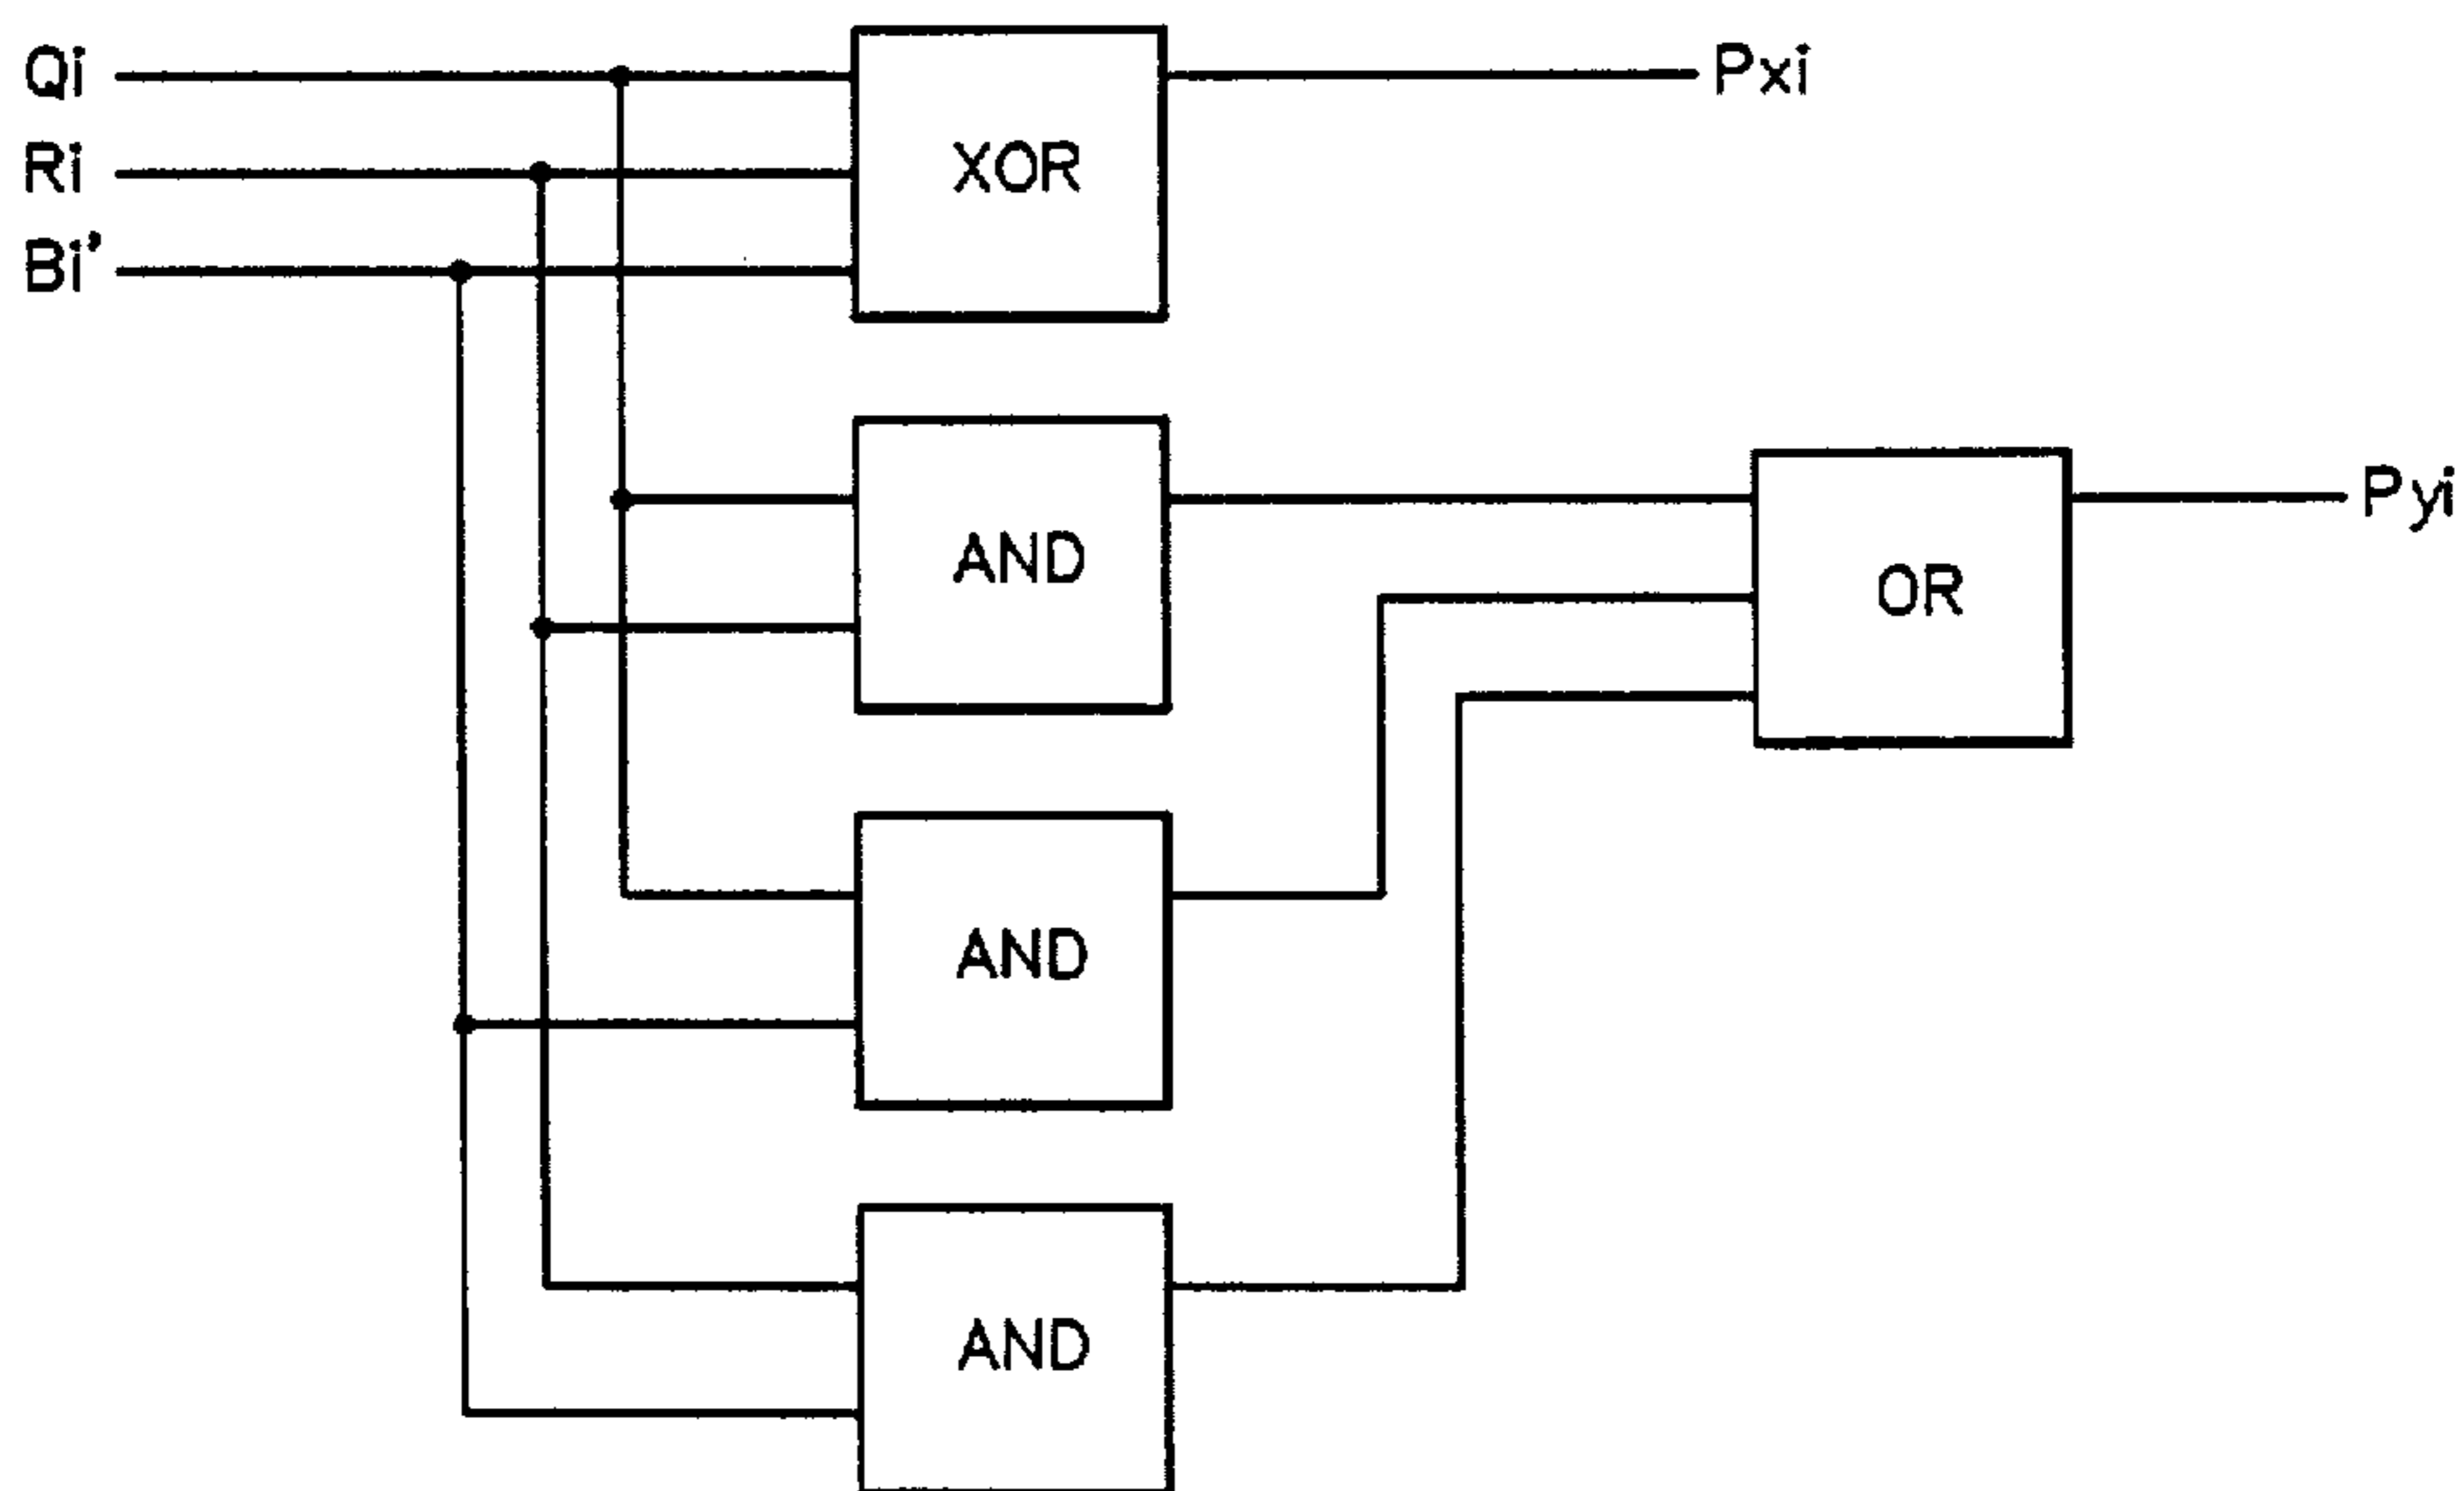 Qi
Pxi
Ri
XOR
Bi’
AND
Pyi
OR
AND
AND